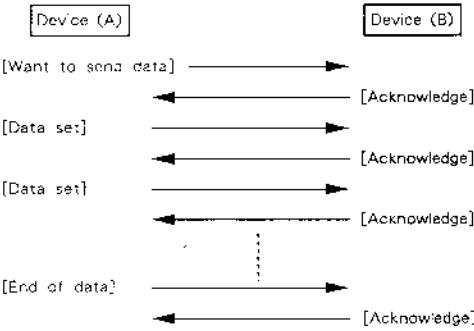 Device (A) Device (B)
[Want to send data]
[Acknowledge]
[Data set]
[Acknowledge]
[Data set]
[Acknowledge]
[End of data]
[Acknowledge]